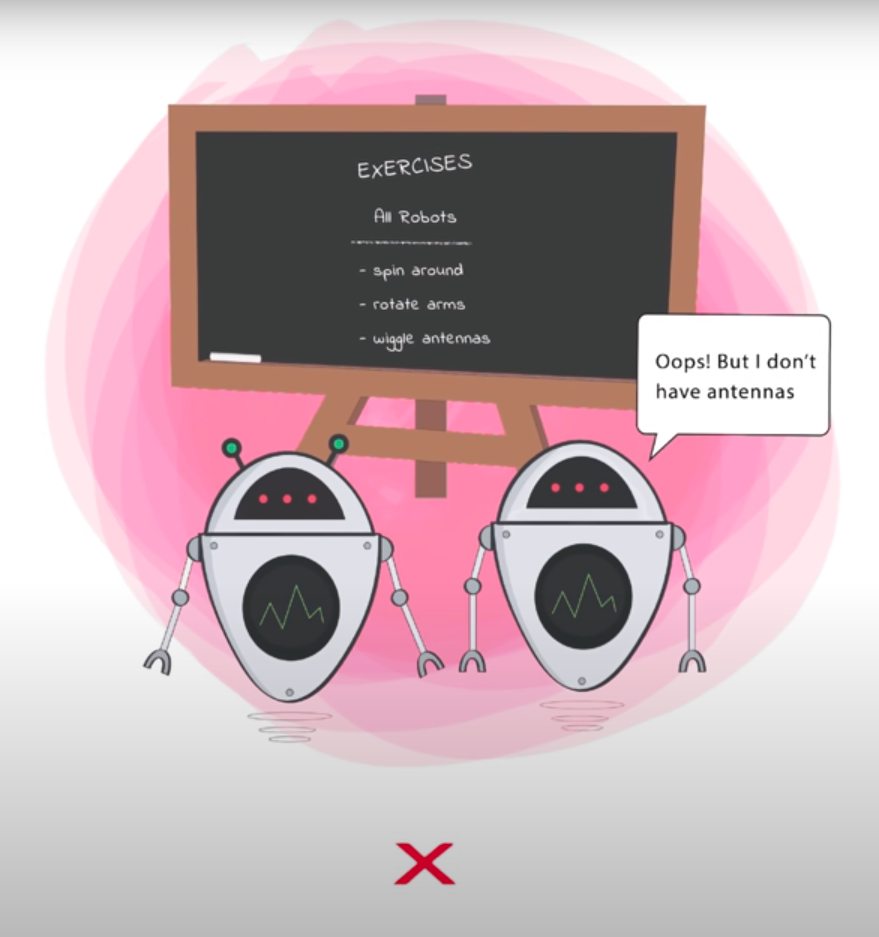 EXERCISES
All Robots
- spin around
- rotate arms
- wiggle antennas
Oops! But I don't
have antennas